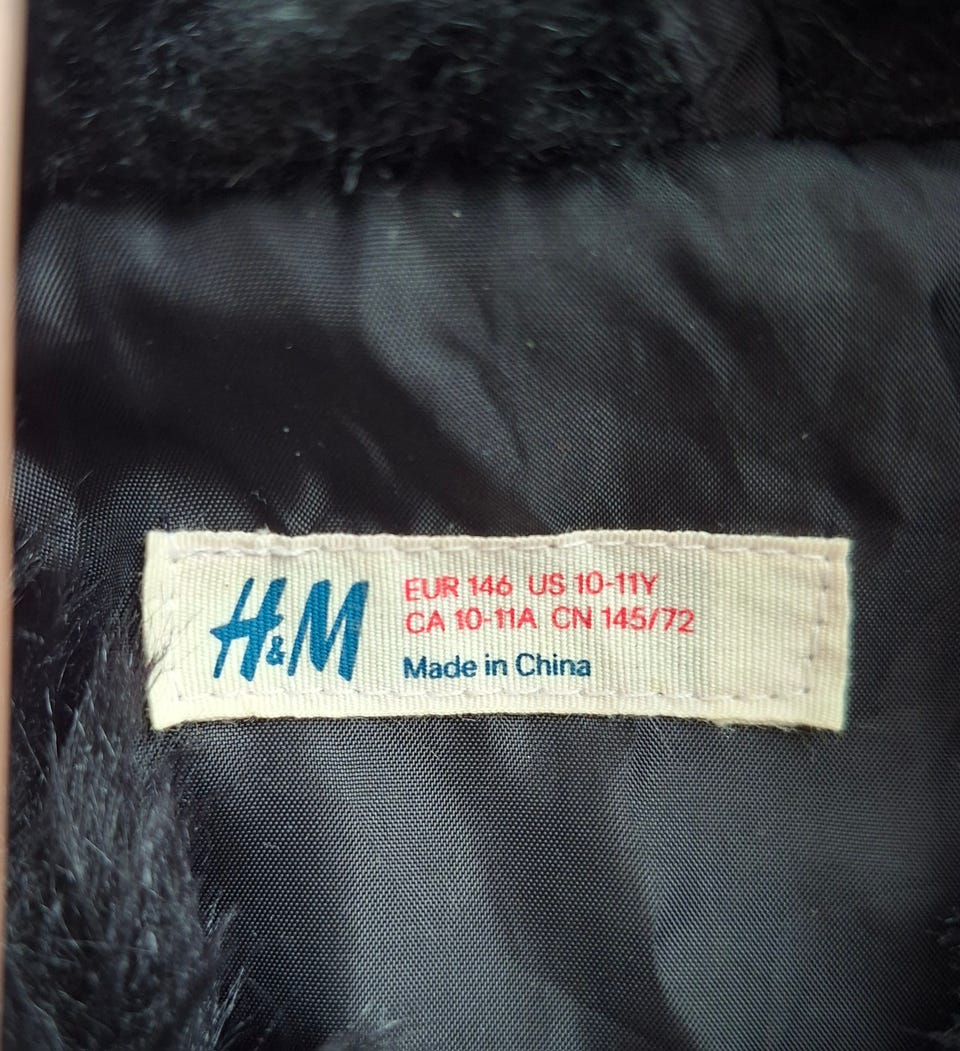 H&M
EUR 146 US 10-11Y
CA 10-11A CN 145/72
Made in China